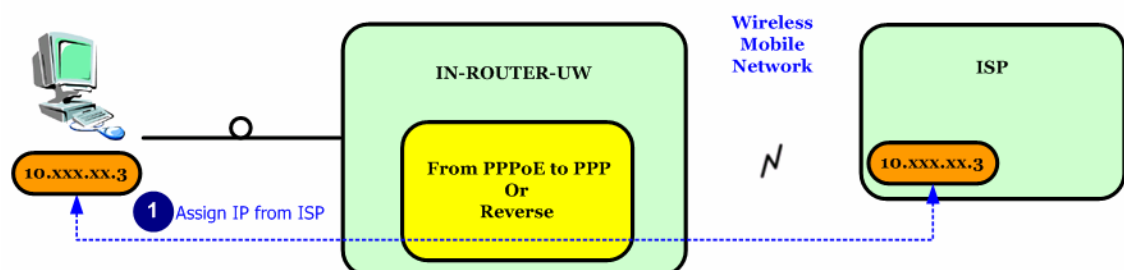 Wireless
Mobile
Network
IN-ROUTER-UW
ISP
From PPPoE to PPP
Or
Reverse
10.xxx.xx.3
10.xxx.xx.3
1 Assign IP from ISP